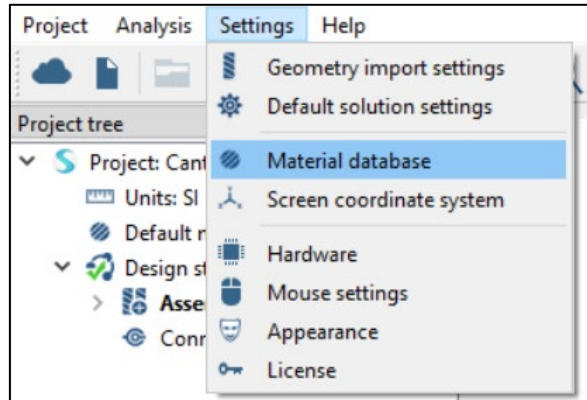 Project Analysis Settings Help
Geometry import settings
Default solution settings
Project tree
Project: Cant
Material database
Units: SI
Screen coordinate system
Default
Design st
Hardware
Asse
Mouse settings
Conn
Appearance
License